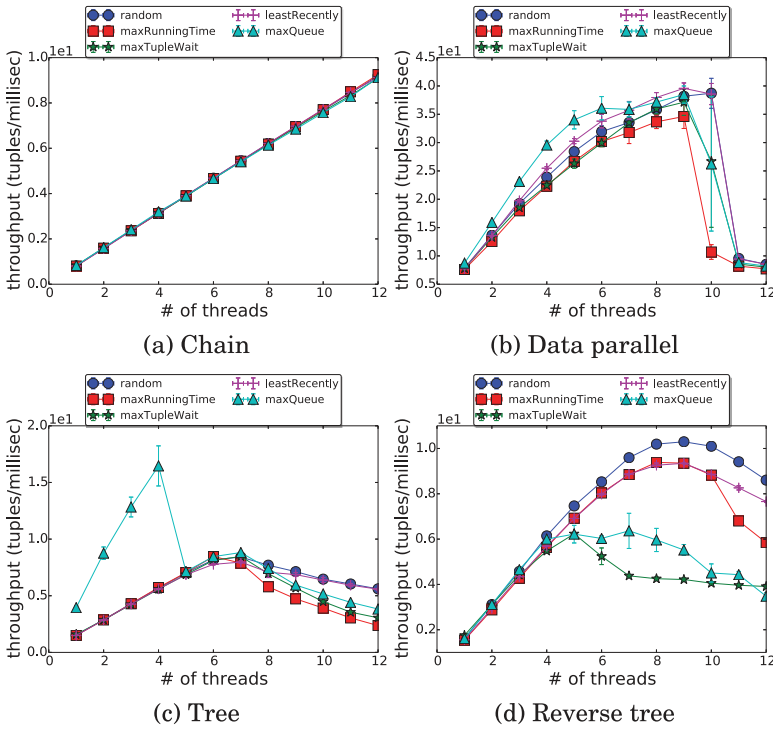 random
maxRunningTime
maxTupleWait
leastRecently
maxQueue
1e1
throughput (tuples/millisec)
1.0
0.8
0.6
0.4
0.2
0.0
0 2 4 6 8 10 12
# of threads
(a) Chain
random
maxRunningTime
maxTupleWait
leastRecently
maxQueue
1e1
throughput (tuples/millisec)
4.5
4.0
3.5
3.0
2.5
2.0
1.5
1.0
0.5
0 2 4 6 8 10 12
# of threads
(b) Data parallel
random
maxRunningTime
maxTupleWait
leastRecently
maxQueue
1e1
throughput (tuples/millisec)
2.0
1.5
1.0
0.5
0.0
0 2 4 6 8 10 12
# of threads
(c) Tree
random
maxRunningTime
maxTupleWait
leastRecently
maxQueue
1e1
throughput (tuples/millisec)
1.0
0.8
0.6
0.4
0.2
0 2 4 6 8 10 12
# of threads
(d) Reverse tree